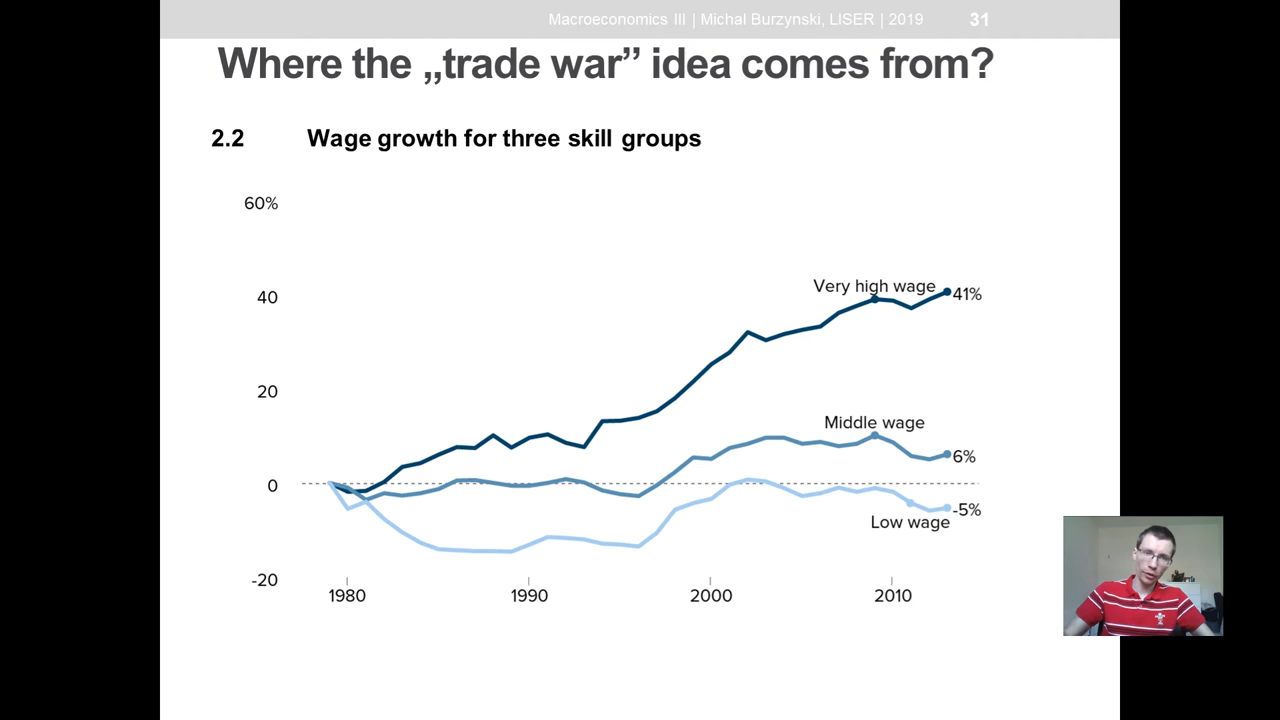 Macroeconomics III | Michal Burzynski, LISER | 2019 31
Where the „trade war” idea comes from?
2.2 Wage growth for three skill groups
60%
Very high wage
40
41%
20
Middle wage
6%
0
-5%
Low wage
-20
1980 1990 2000 2010